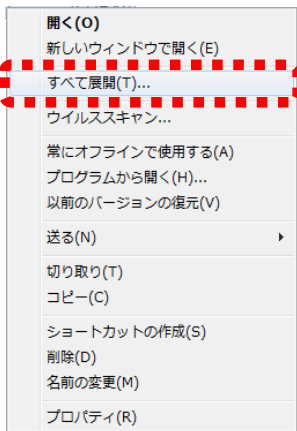 開く(O)
新しいウィンドウで開く(E)
すべて展開(T)...
ウイルススキャン...
常にオフラインで使用する(A)
プログラムから開く(H)...
以前のバージョンの復元(V)
送る(N)
切り取り(T)
コピー(C)
ショートカットの作成(S)
削除(D)
名前の変更(M)
プロパティ(R)